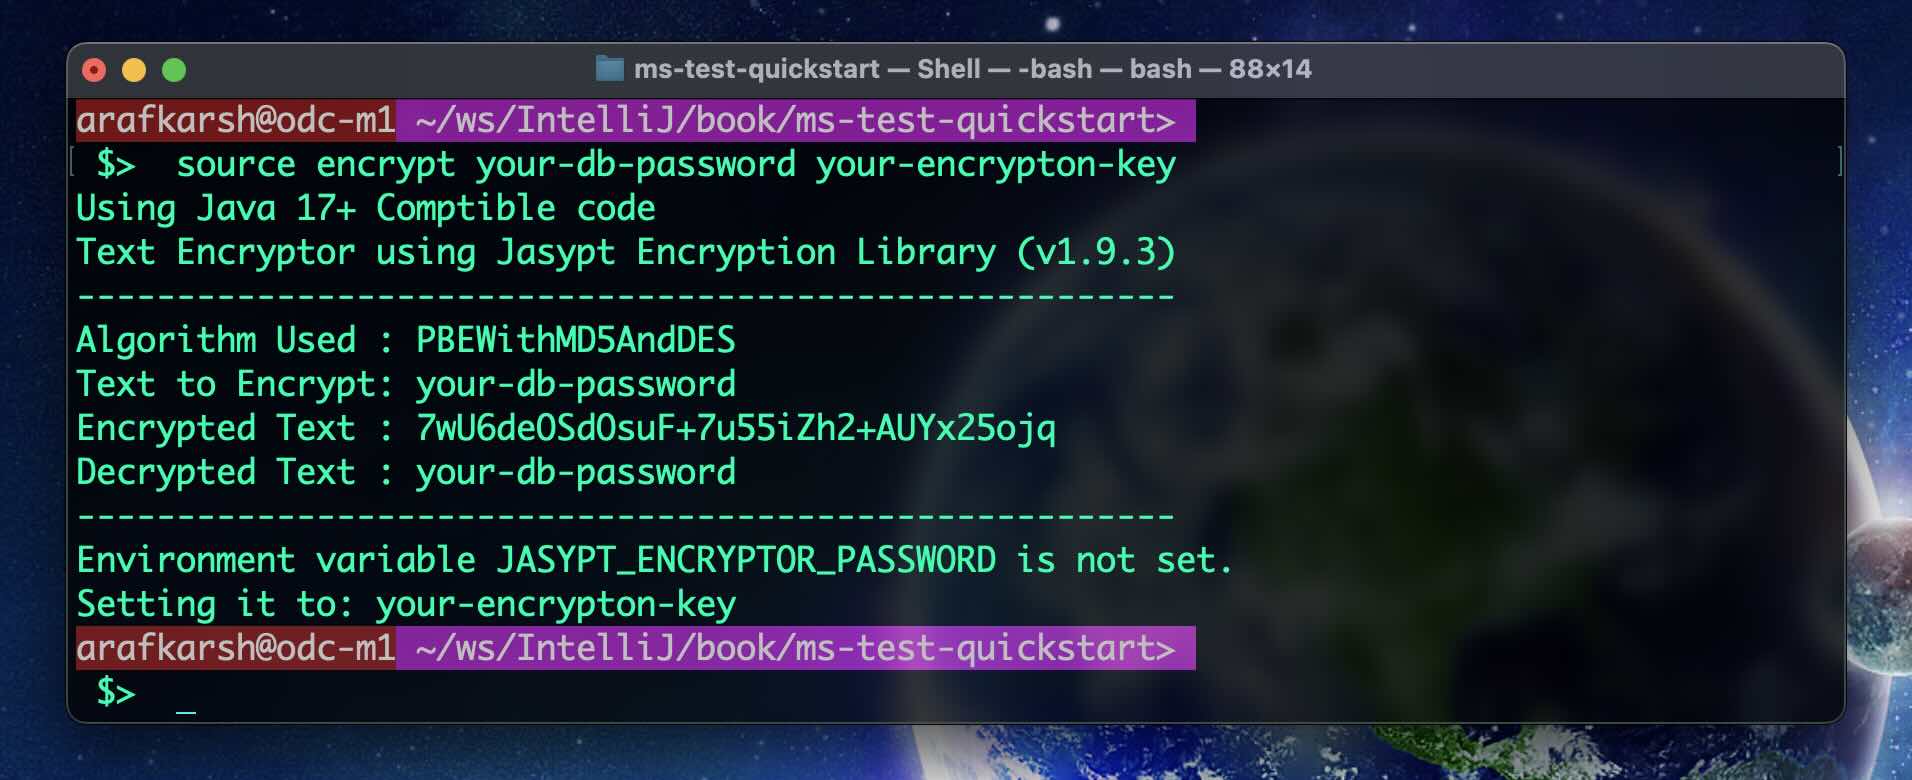 ms-test-quickstart — Shell — -bash — bash — 88×14
arafkarsh@odc-m1 ~/ws/IntelliJ/book/ms-test-quickstart>
[ $> source encrypt your-db-password your-encrypton-key ]
Using Java 17+ Comptible code
Text Encryptor using Jasypt Encryption Library (v1.9.3)
-------------------------------------------------------
Algorithm Used : PBEWithMD5AndDES
Text to Encrypt: your-db-password
Encrypted Text : 7wU6deOSdOsuF+7u55iZh2+AUYx25ojq
Decrypted Text : your-db-password
-------------------------------------------------------
Environment variable JASYPT_ENCRYPTOR_PASSWORD is not set.
Setting it to: your-encrypton-key
arafkarsh@odc-m1 ~/ws/IntelliJ/book/ms-test-quickstart>
$> _